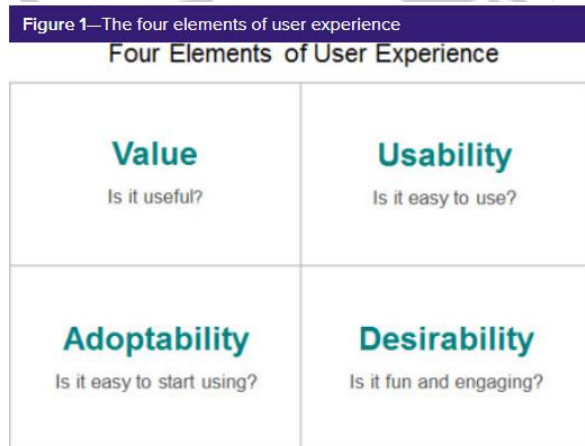 Figure 1—The four elements of user experience
Four Elements of User Experience
Value
Is it useful?
Usability
Is it easy to use?
Adoptability
Is it easy to start using?
Desirability
Is it fun and engaging?